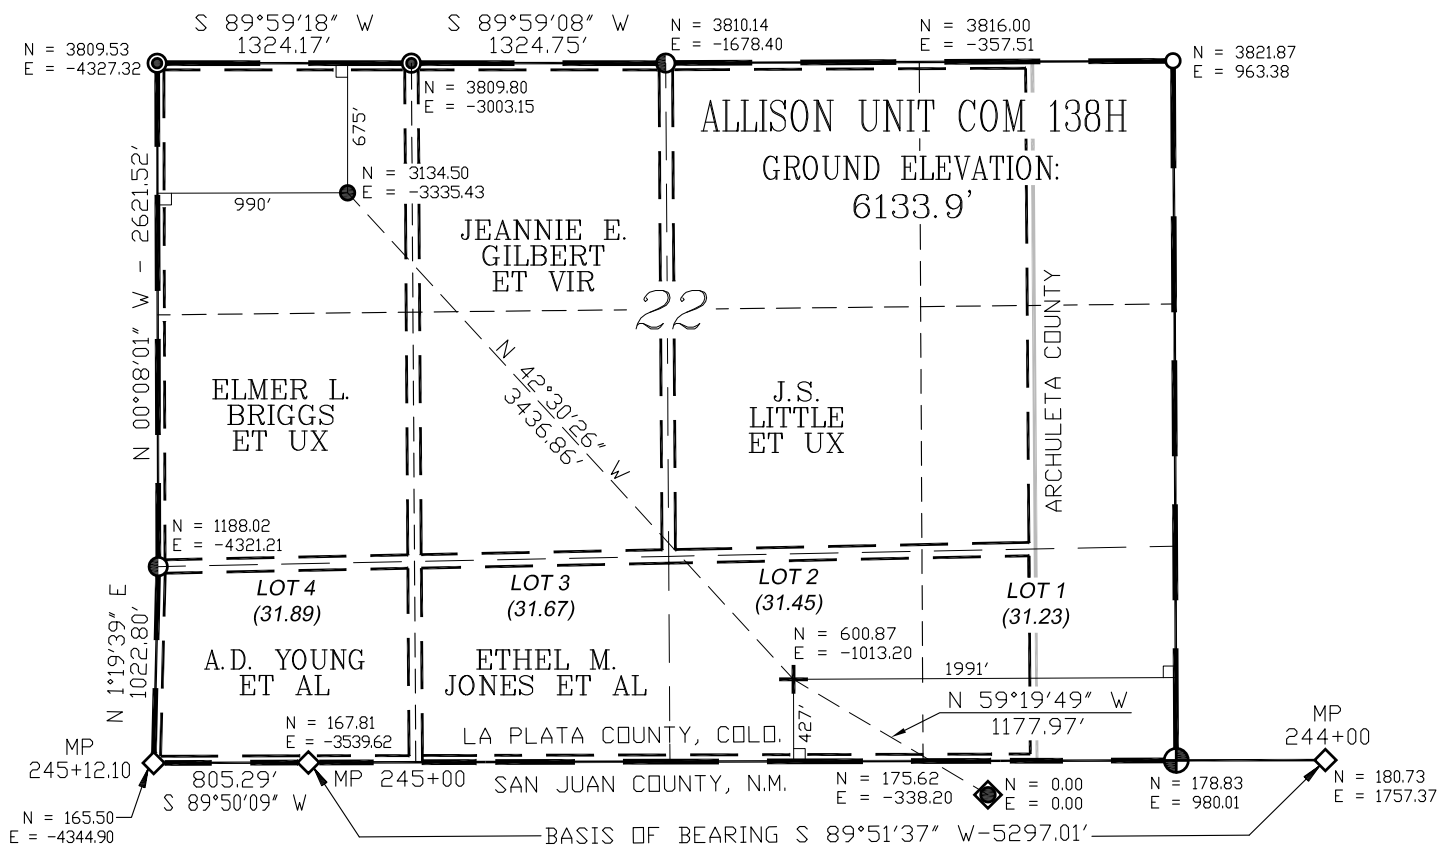 S 89°59'18" W
1324.17'
S 89°59'08" W
1324.75'
N = 3810.14
E = -1678.40
N = 3816.00
E = -357.51
N = 3809.53
E = -4327.32
N = 3821.87
E = 963.38
N = 3809.80
E = -3003.15
ALLISON UNIT COM 138H
GROUND ELEVATION:
6133.9'
675'
N = 3134.50
E = -3335.43
990'
N 00°08'01" W - 2621.52'
JEANNIE E.
GILBERT
ET VIR
22
ARCHULETA COUNTY
N 42°30'26" W
3436.86'
ELMER L.
BRIGGS
ET UX
J.S.
LITTLE
ET UX
N = 1188.02
E = -4321.21
LOT 4
(31.89)
LOT 3
(31.67)
LOT 2
(31.45)
LOT 1
(31.23)
N 1°19'39" E
1022.80'
A.D. YOUNG
ET AL
ETHEL M.
JONES ET AL
N = 600.87
E = -1013.20
1991'
N 59°19'49" W
1177.97'
427'
N = 167.81
E = -3539.62
LA PLATA COUNTY, COLO.
MP
245+12.10
MP
244+00
805.29'
S 89°50'09" W
MP 245+00
SAN JUAN COUNTY, N.M.
N = 175.62
E = -338.20
N = 0.00
E = 0.00
N = 178.83
E = 980.01
N = 180.73
E = 1757.37
N = 165.50
E = -4344.90
BASIS OF BEARING S 89°51'37" W-5297.01'